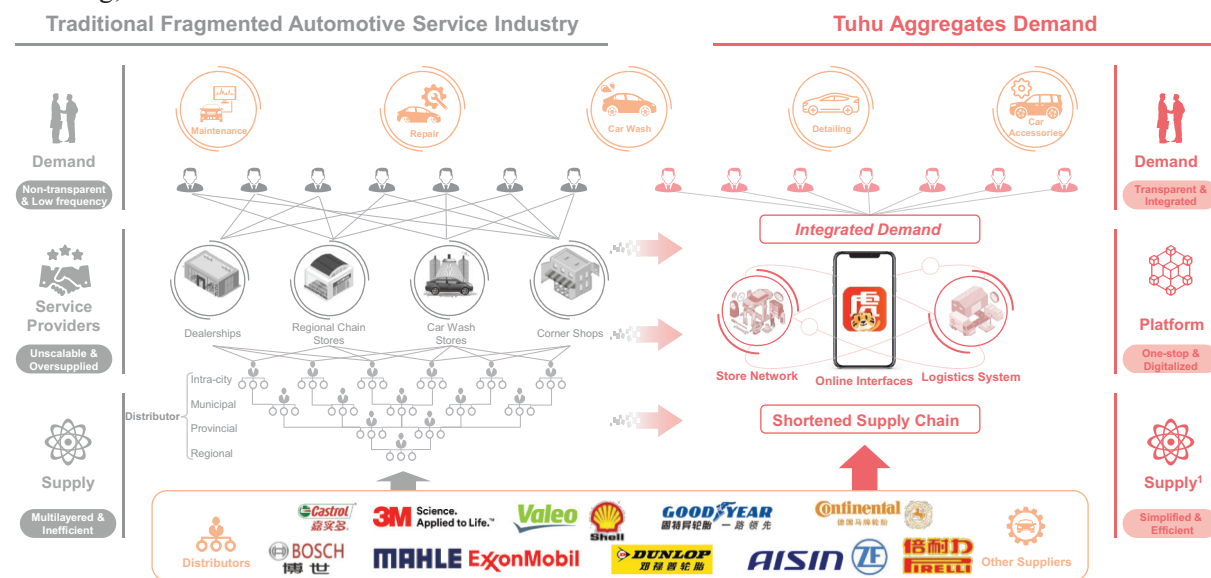 Traditional Fragmented Automotive Service Industry
Tuhu Aggregates Demand
Maintenance
Repair
Car Wash
Detailing
Car
Accessories
Demand
Non-transparent
& Low frequency
Demand
Transparent &
Integrated
Integrated Demand
Service
Providers
Unscalable &
Oversupplied
Dealerships
Regional Chain
Stores
Car Wash
Stores
Corner Shops
虎
Store Network
Online Interfaces
Logistics System
Platform
One-stop &
Digitalized
Distributor
Intra-city
Municipal
Provincial
Regional
Shortened Supply Chain
Supply
Multilayered &
Inefficient
Supply1
Simplified &
Efficient
Distributors
Castrol
嘉实多
3M Science.
Applied to Life.™
Valeo
Shell
GOODYEAR
固特异轮胎 一路领先
Continental
德国马牌轮胎
BOSCH
博世
MAHLE
ExxonMobil
DUNLOP
邓禄普轮胎
AISIN
ZF
倍耐力
PIRELLI
Other Suppliers